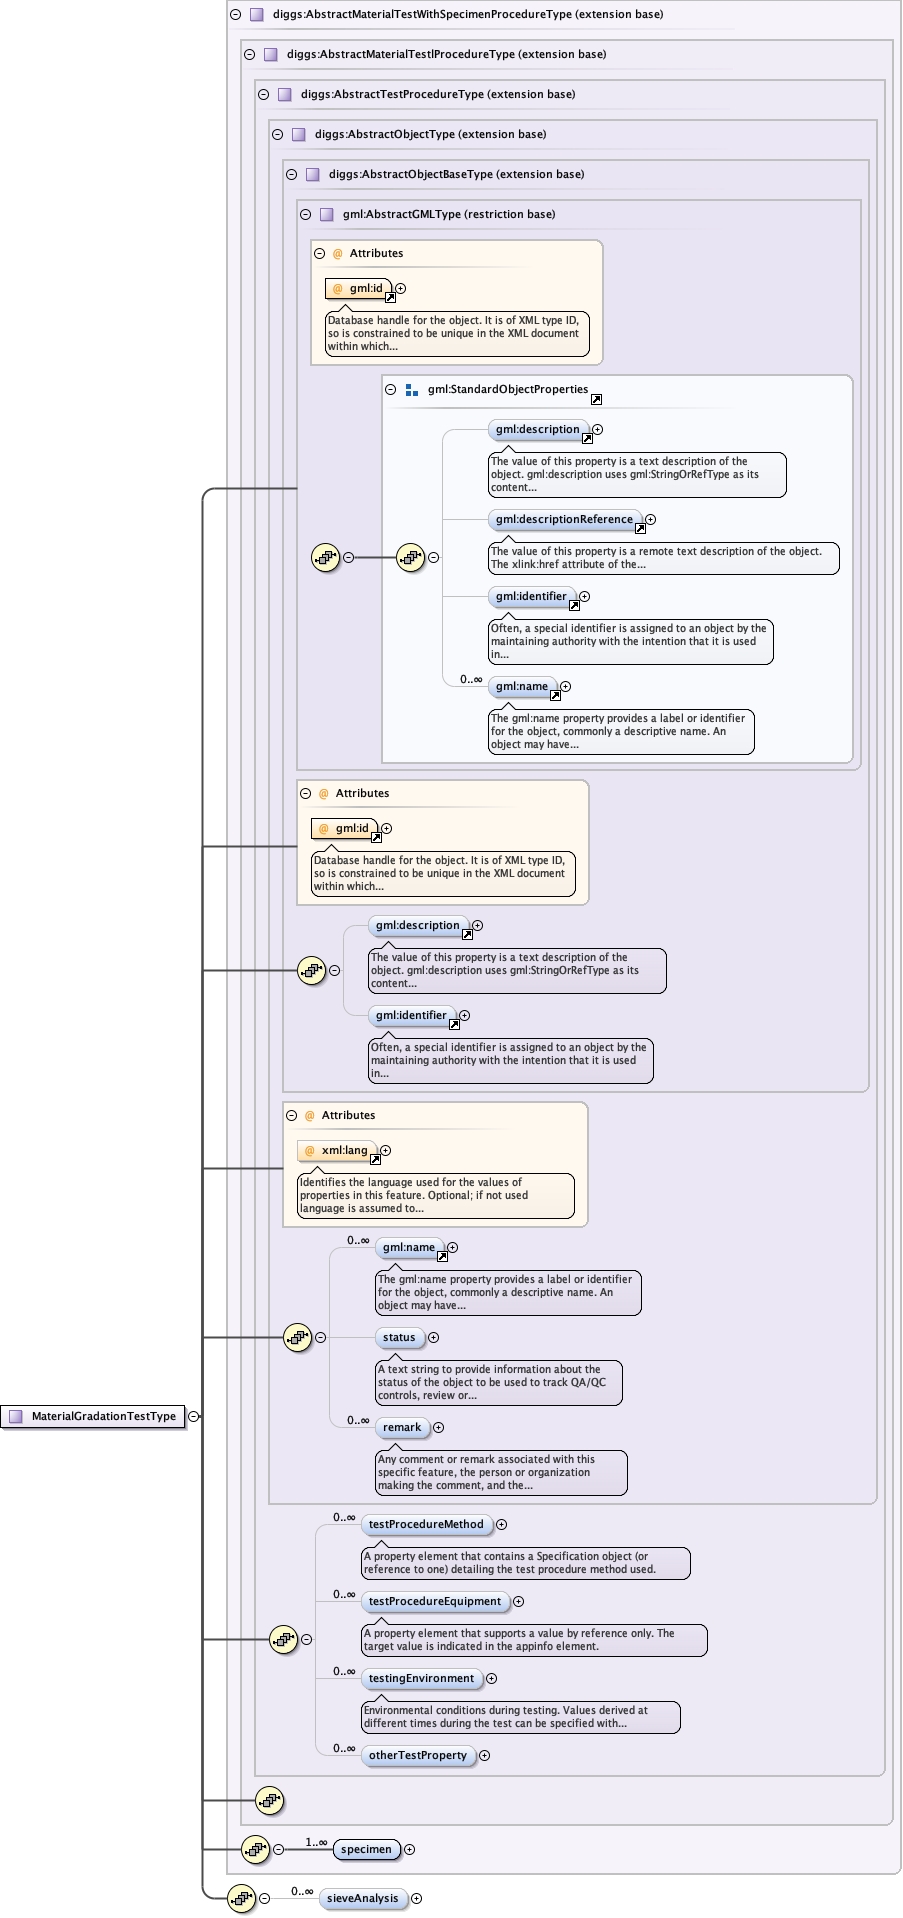 diggs:AbstractMaterialTestWithSpecimenProcedureType (extension base)
diggs:AbstractMaterialTestlProcedureType (extension base)
diggs:AbstractTestProcedureType (extension base)
diggs:AbstractObjectType (extension base)
diggs:AbstractObjectBaseType (extension base)
gml:AbstractGMLType (restriction base)
@ Attributes
@ gml:id
Database handle for the object. It is of XML type ID,
so is constrained to be unique in the XML document
within which...
gml:StandardObjectProperties
gml:description
The value of this property is a text description of the
object. gml:description uses gml:StringOrRefType as its
content...
gml:descriptionReference
The value of this property is a remote text description of the object.
The xlink:href attribute of the...
gml:identifier
Often, a special identifier is assigned to an object by the
maintaining authority with the intention that it is used
in...
0..∞ gml:name
The gml:name property provides a label or identifier
for the object, commonly a descriptive name. An
object may have...
@ Attributes
@ gml:id
Database handle for the object. It is of XML type ID,
so is constrained to be unique in the XML document
within which...
gml:description
The value of this property is a text description of the
object. gml:description uses gml:StringOrRefType as its
content...
gml:identifier
Often, a special identifier is assigned to an object by the
maintaining authority with the intention that it is used
in...
@ Attributes
@ xml:lang
Identifies the language used for the values of
properties in this feature. Optional; if not used
language is assumed to...
0..∞ gml:name
The gml:name property provides a label or identifier
for the object, commonly a descriptive name. An
object may have...
status
A text string to provide information about the
status of the object to be used to track QA/QC
controls, review or...
MaterialGradationTestType
0..∞ remark
Any comment or remark associated with this
specific feature, the person or organization
making the comment, and the...
0..∞ testProcedureMethod
A property element that contains a Specification object (or
reference to one) detailing the test procedure method used.
0..∞ testProcedureEquipment
A property element that supports a value by reference only. The
target value is indicated in the appinfo element.
0..∞ testingEnvironment
Environmental conditions during testing. Values derived at
different times during the test can be specified with...
0..∞ otherTestProperty
1..∞ specimen
0..∞ sieveAnalysis